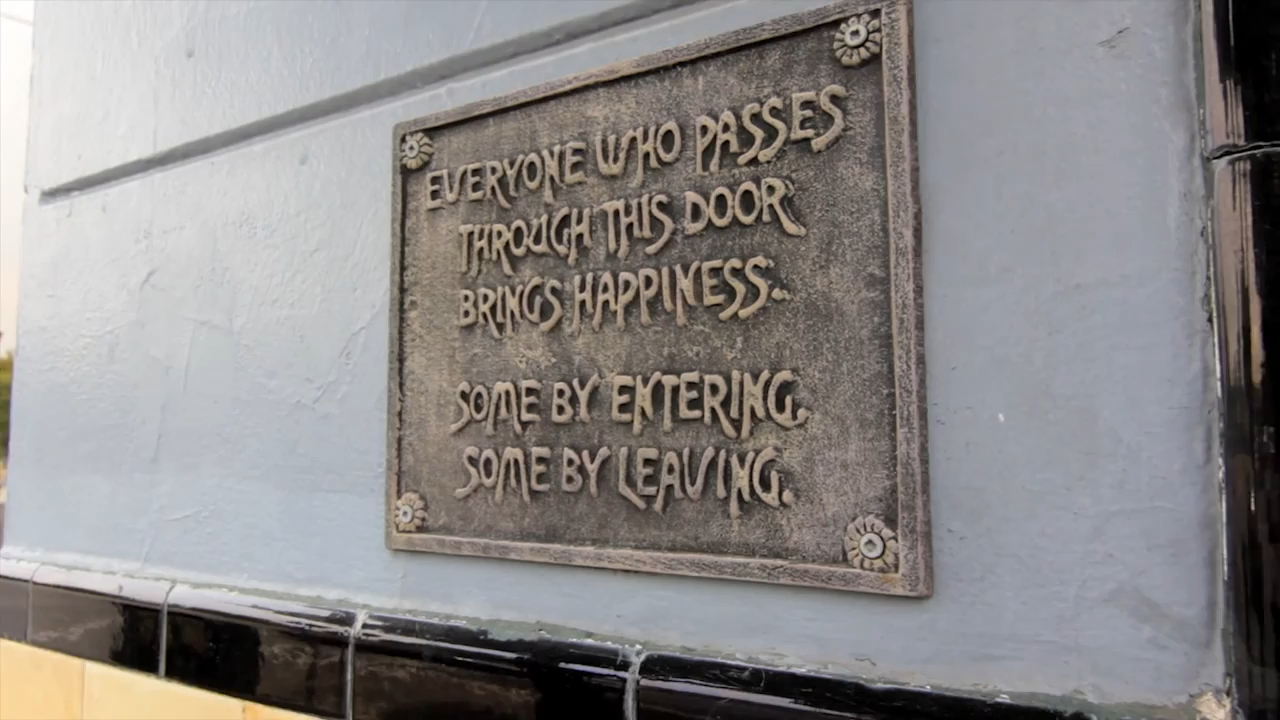 EVERYONE WHO PASSES
THROUGH THIS DOOR
BRINGS HAPPINESS..
SOME BY ENTERING,
SOME BY LEAVING.